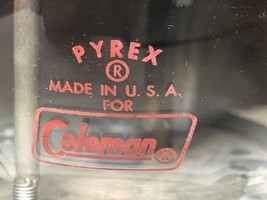 PYREX
®
MADE IN U. S. A.
FOR
Coleman®